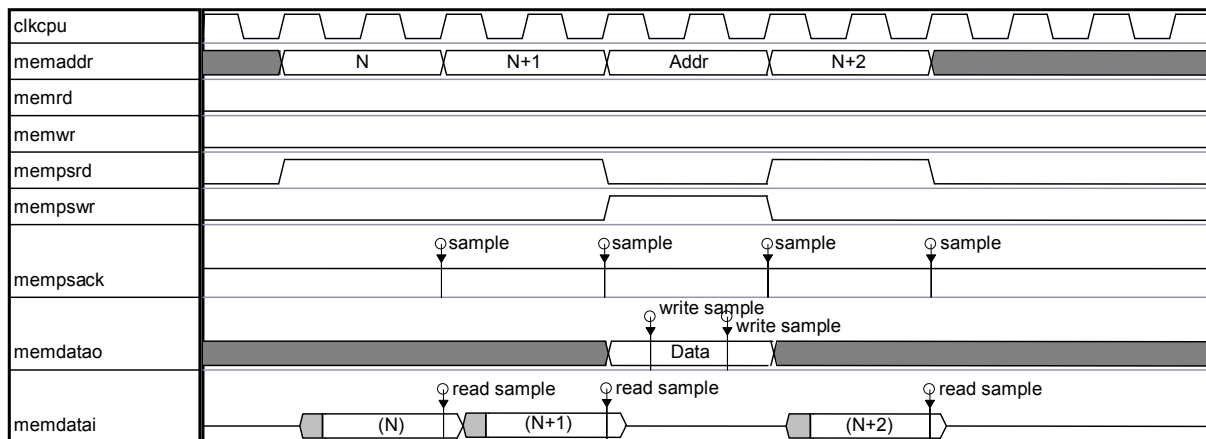 clkcpu
memaddr N N+1 Addr N+2
memrd
memwr
mempsrd
mempswr
sample sample sample sample
mempsack
write sample
write sample
memdatao Data
read sample read sample read sample
memdatai (N) (N+1) (N+2)